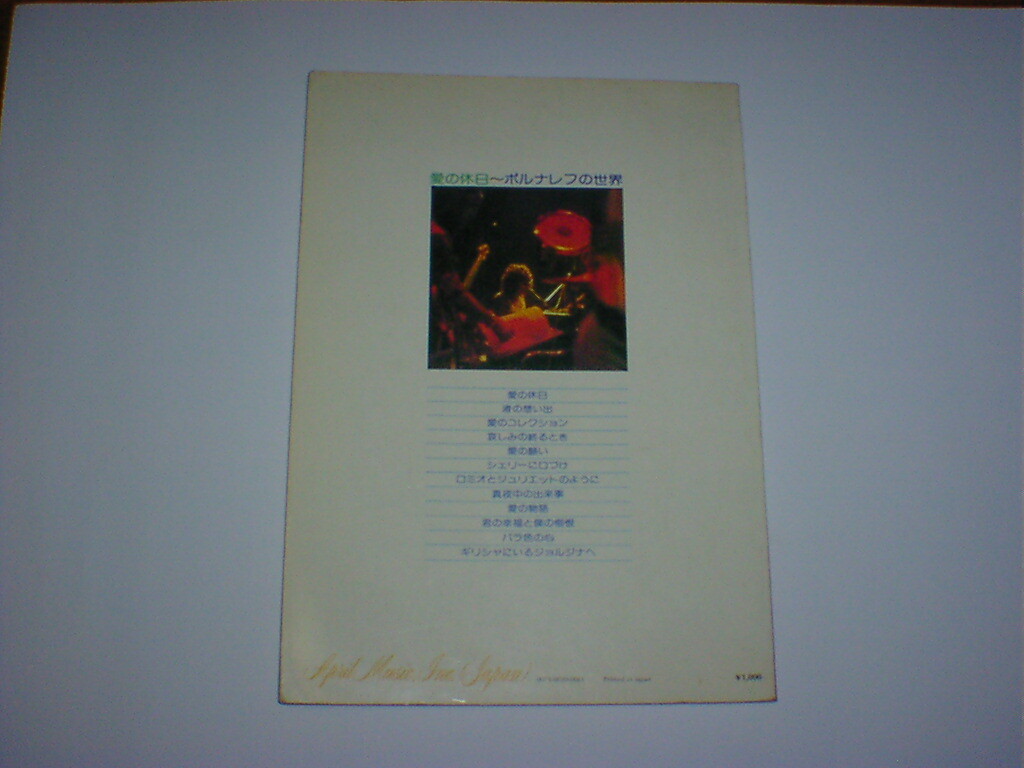 愛の休日～ポルナレフの世界
愛の休日
渚の想い出
愛のコレクション
哀しみの終るとき
愛の願い
シェリーに口づけ
ロミオとジュリエットのように
真夜中の出来事
愛の物語
君の幸福と僕の悔恨
バラ色の心
ギリシャにいるジョルジナへ
April Music, Inc. (Japan)
Printed in Japan
¥1,000